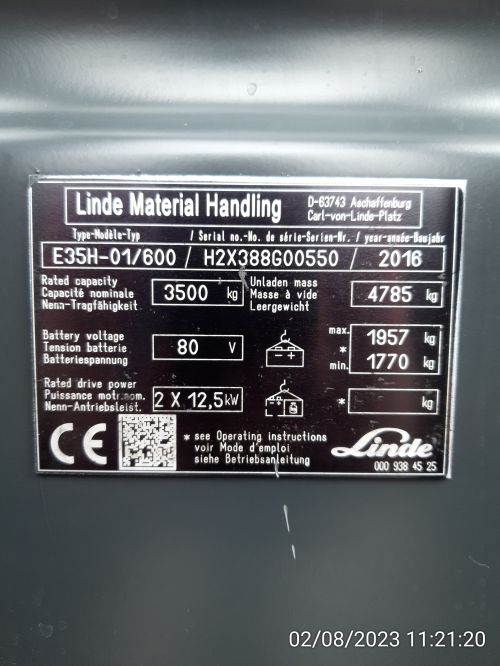 Linde Material Handling
D-63743 Aschaffenburg
Carl-von-Linde-Platz
Type-Modèle-Typ / Serial no.-No. de série-Serien-Nr. / year-année-Baujahr
E35H-01/600 / H2X388G00550 / 2016
Rated capacity
Capacité nominale
Nenn-Tragfähigkeit
3500 kg
Unladen mass
Masse à vide
Leergewicht
4785 kg
Battery voltage
Tension batterie
Batteriespannung
80 V
- +
max. 1957 kg
*
min. 1770 kg
Rated drive power
Puissance motr.nom.
Nenn-Antriebsleist.
2 X 12,5 kW
* kg
CE
* see Operating instructions
voir Mode d'emploi
siehe Betriebsanleitung
Linde
000 938 45 25
02/08/2023 11:21:20